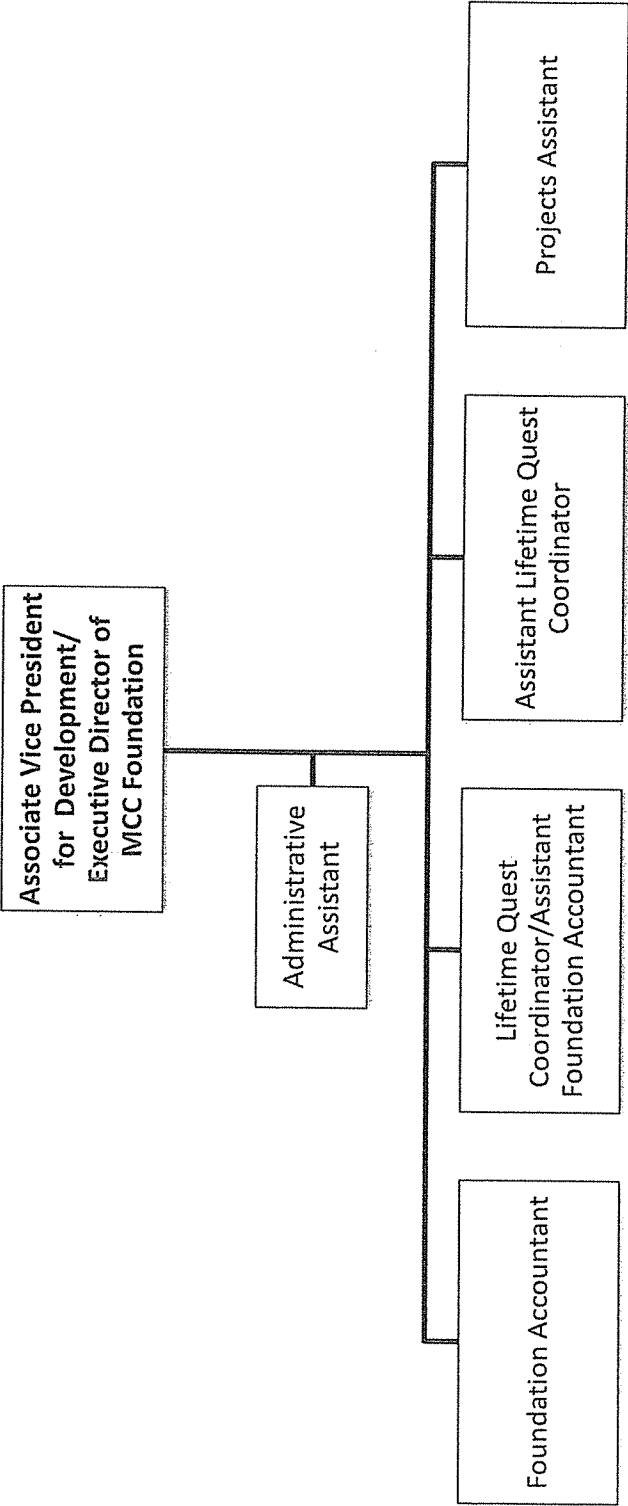 Associate Vice President
for Development/
Executive Director of
MCC Foundation
Administrative
Assistant
Foundation Accountant
Lifetime Quest
Coordinator/Assistant
Foundation Accountant
Assistant Lifetime Quest
Coordinator
Projects Assistant